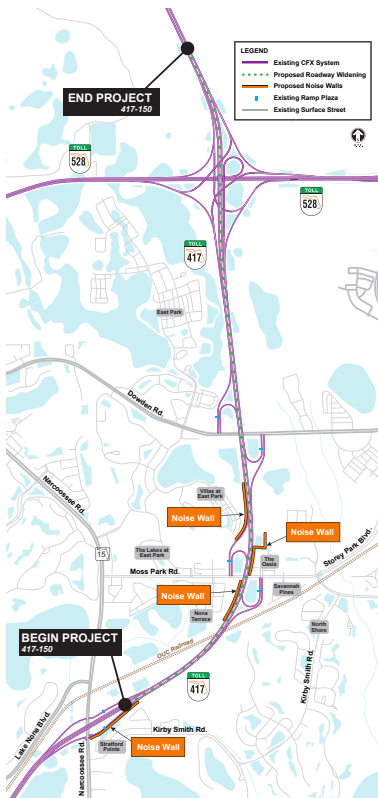 LEGEND
Existing CFX System
Proposed Roadway Widening
Proposed Noise Walls
Existing Ramp Plaza
Existing Surface Street
END PROJECT
417-150
TOLL
528
TOLL
528
TOLL
417
East Park
Dowden Rd.
Narcoossee Rd.
Villas at
East Park
Noise Wall
Noise Wall
15
The Lakes at
East Park
The
Oasis
Storey Park Blvd.
Moss Park Rd.
Noise Wall
Savannah
Pines
Nona
Terrace
North
Shore
BEGIN PROJECT
417-150
OUC Railroad
Kirby Smith Rd.
TOLL
417
Lake Nona Blvd.
Narcoossee Rd.
Kirby Smith Rd.
Stratford
Pointe
Noise Wall